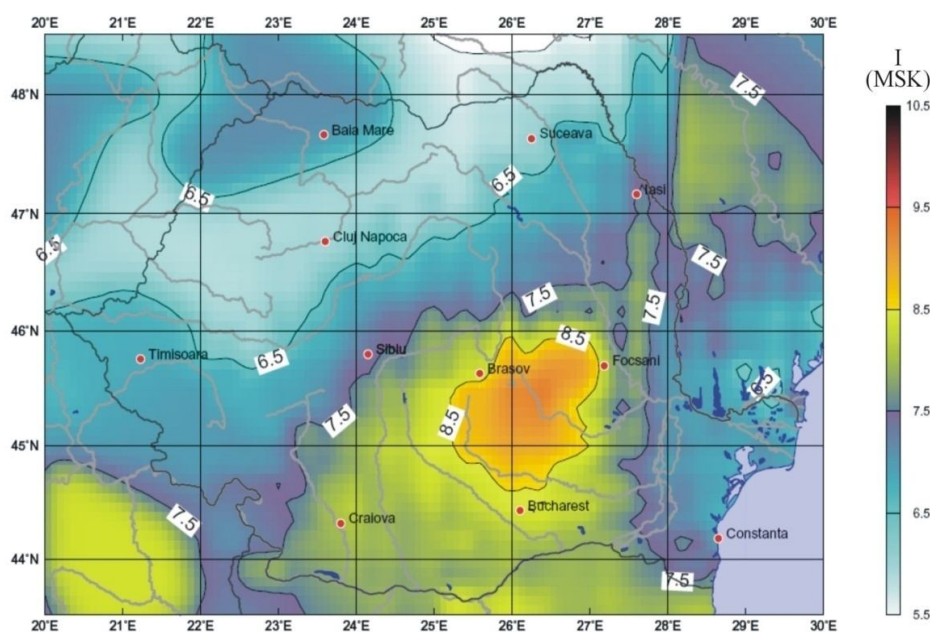 20°E 21°E 22°E 23°E 24°E 25°E 26°E 27°E 28°E 29°E 30°E
I
(MSK)
48°N
7.5
10.5
Baia Mare
Suceava
6.5
6.5
Iasi
9.5
47°N
Cluj Napoca
6.5
7.5
7.5
7.5
8.5
46°N
8.5
Timisoara
6.5
Sibiu
Brasov
Focsani
6.5
7.5
8.5
7.5
45°N
7.5
Bucharest
6.5
Craiova
Constanta
44°N
7.5
5.5
20°E 21°E 22°E 23°E 24°E 25°E 26°E 27°E 28°E 29°E 30°E